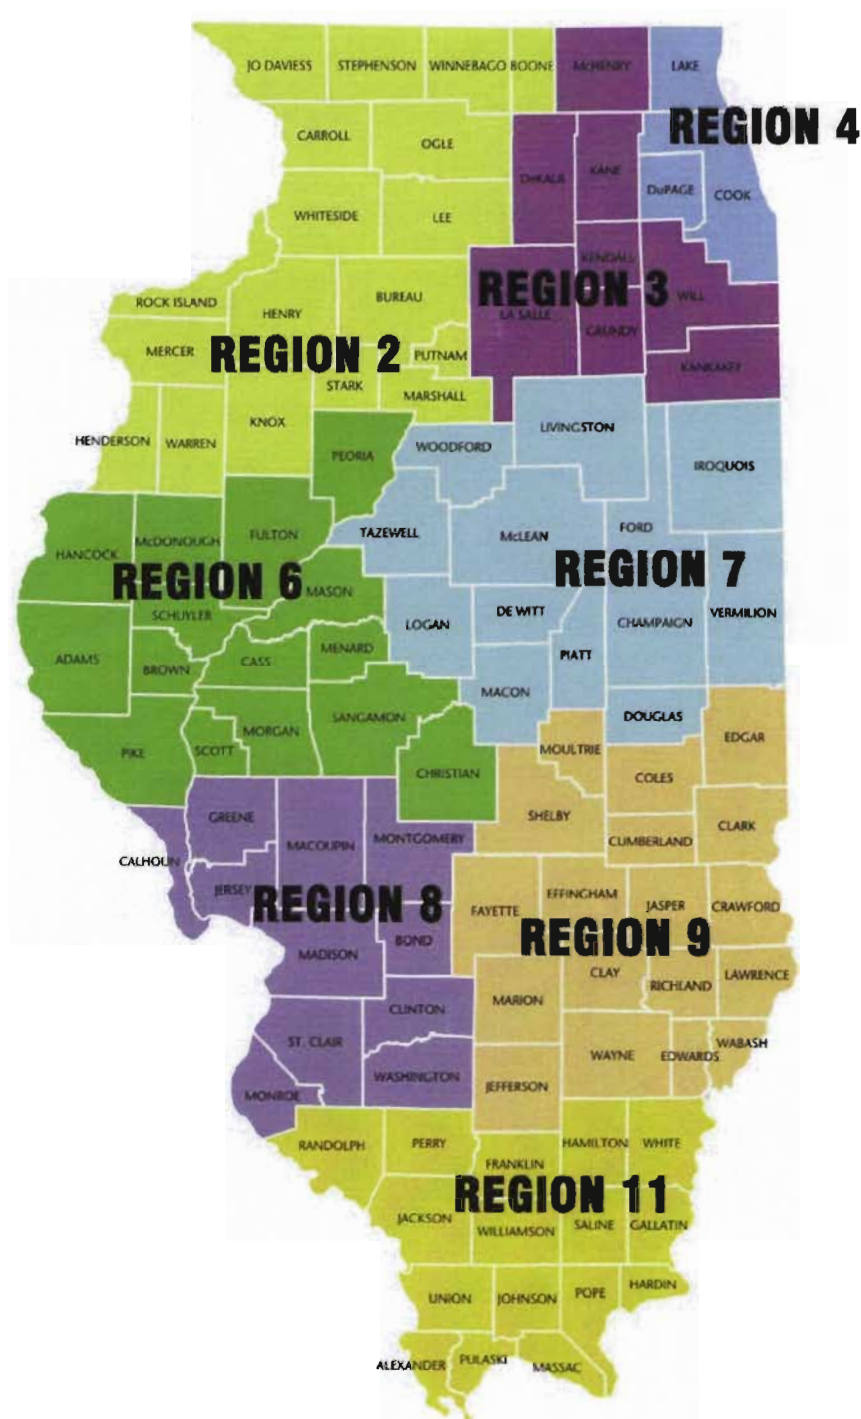 JO DAVIESS STEPHENSON WINNEBAGO BOONE McHENRY LAKE
REGION 4
CARROLL OGLE
DeKALB KANE
DuPAGE COOK
WHITESIDE LEE
KENDALL
REGION 3
ROCK ISLAND HENRY BUREAU
LA SALLE GRUNDY WILL
MERCER REGION 2 PUTNAM
KANKAKEY
STARK MARSHALL
HENDERSON WARREN KNOX
PEORIA WOODFORD LIVINGSTON
IROQUOIS
HANCOCK McDONOUGH FULTON TAZEWELL McLEAN FORD
REGION 7
REGION 6 MASON
SCHUYLER LOGAN DE WITT CHAMPAIGN VERMILION
ADAMS BROWN CASS MENARD PIATT
MACON
PIKE SCOTT MORGAN SANGAMON DOUGLAS
MOULTRIE EDGAR
CHRISTIAN COLES
GREENE SHELBY
MACOUPIN MONTGOMERY CUMBERLAND CLARK
CALHOUN
JERSEY REGION 8 FAYETTE EFFINGHAM JASPER CRAWFORD
BOND REGION 9
MADISON CLAY RICHLAND LAWRENCE
CLINTON MARION
ST. CLAIR WAYNE EDWARDS WABASH
WASHINGTON JEFFERSON
MONROE
RANDOLPH PERRY HAMILTON WHITE
FRANKLIN
REGION 11
JACKSON WILLIAMSON SALINE GALLATIN
UNION JOHNSON POPE HARDIN
ALEXANDER PULASKI MASSAC